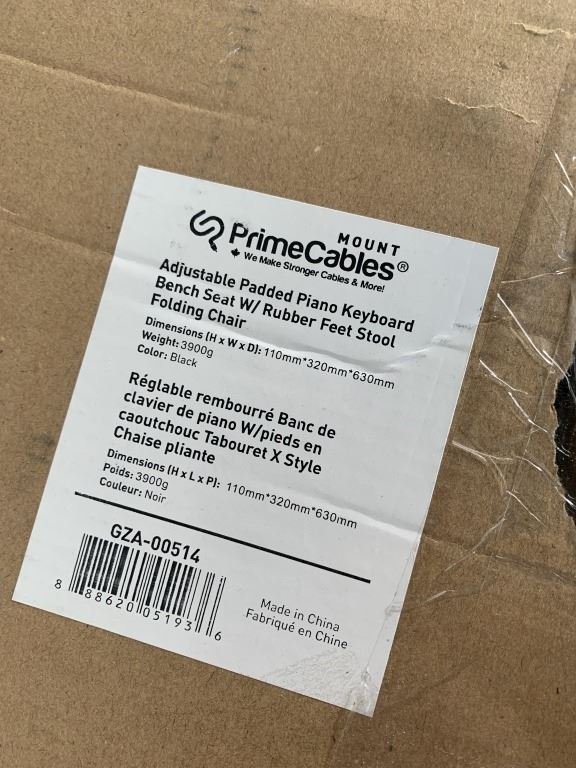 MOUNT
PrimeCables®
We Make Stronger Cables & More!
Adjustable Padded Piano Keyboard
Bench Seat W/ Rubber Feet Stool
Folding Chair
Dimensions (H x W x D): 110mm*320mm*630mm
Weight: 3900g
Color: Black
Réglable rembourré Banc de
clavier de piano W/pieds en
caoutchouc Tabouret X Style
Chaise pliante
Dimensions (H x L x P): 110mm*320mm*630mm
Poids: 3900g
Couleur: Noir
GZA-00514
8 88620 05193 6
Made in China
Fabriqué en Chine